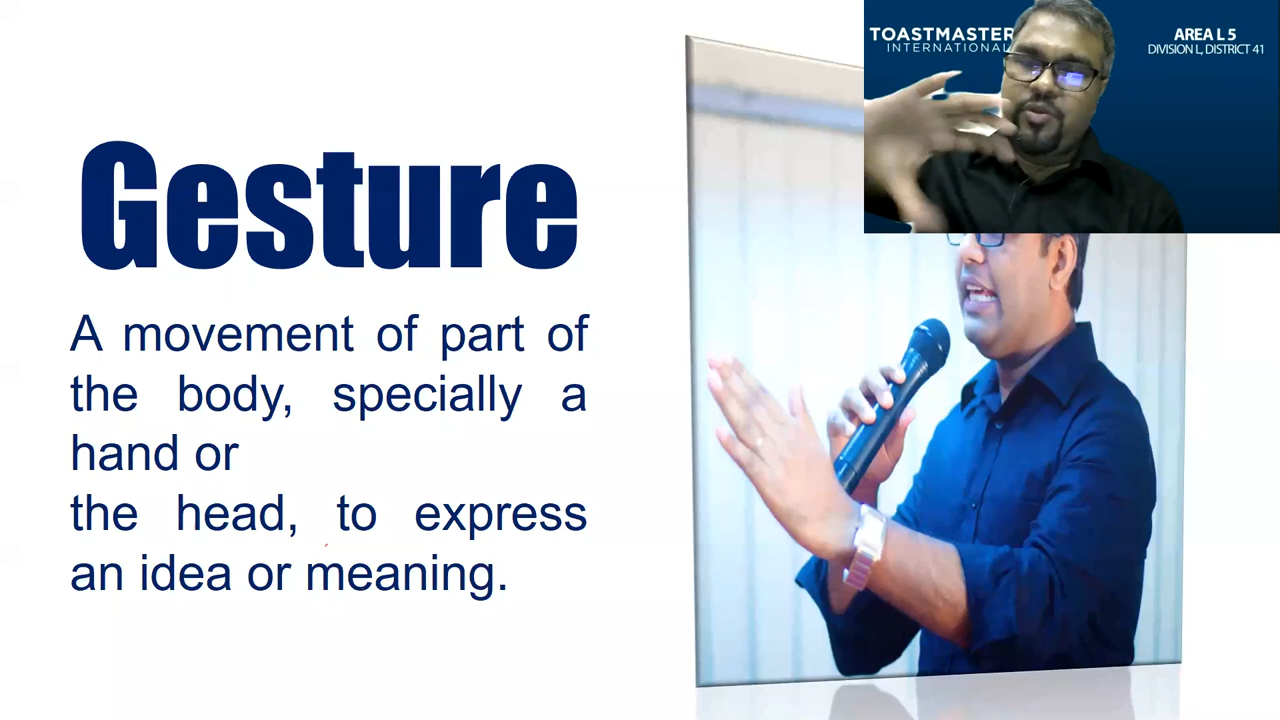 TOASTMASTER
INTERNATIONAL
AREA L 5
DIVISION L, DISTRICT 41
Gesture
A movement of part of
the body, specially a
hand or
the head, to express
an idea or meaning.